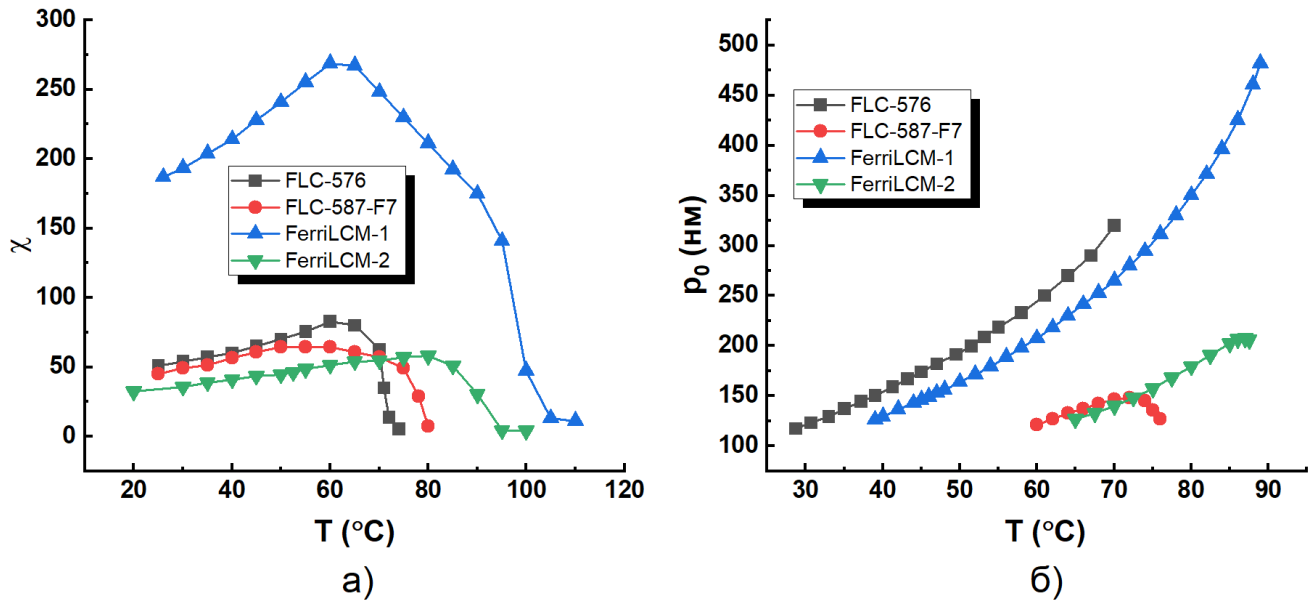 300
250
200
150
100
50
0
χ
FLC-576
FLC-587-F7
FerriLCM-1
FerriLCM-2
20 40 60 80 100 120
T (°C)
а)
500
450
400
350
300
250
200
150
100
p₀ (нм)
FLC-576
FLC-587-F7
FerriLCM-1
FerriLCM-2
30 40 50 60 70 80 90
T (°C)
б)